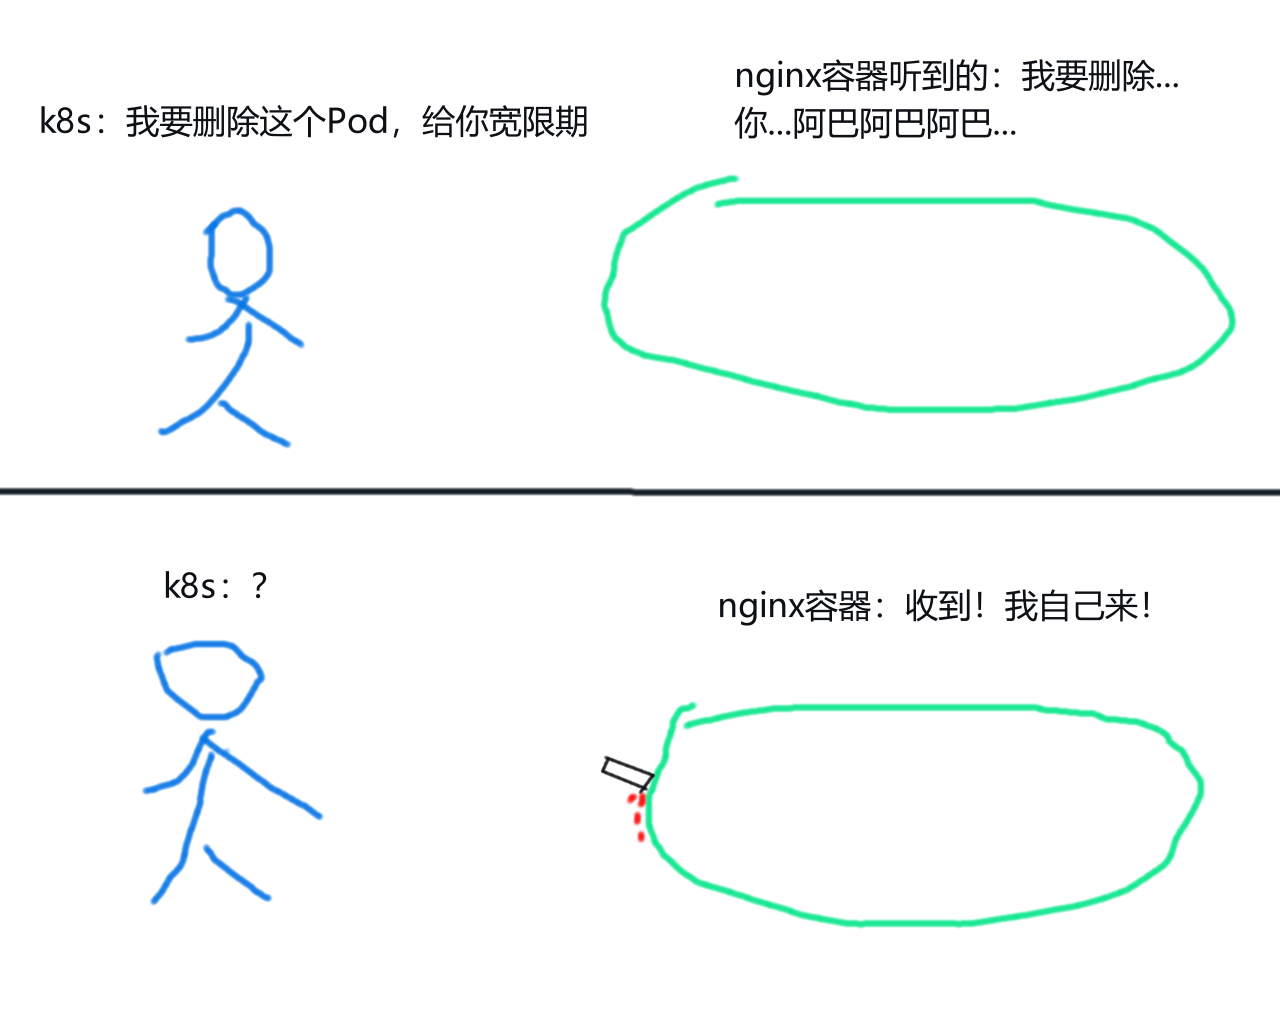 k8s：我要删除这个Pod，给你宽限期
nginx容器听到的：我要删除...
你...阿巴阿巴阿巴...
k8s：？
nginx容器：收到！我自己来！